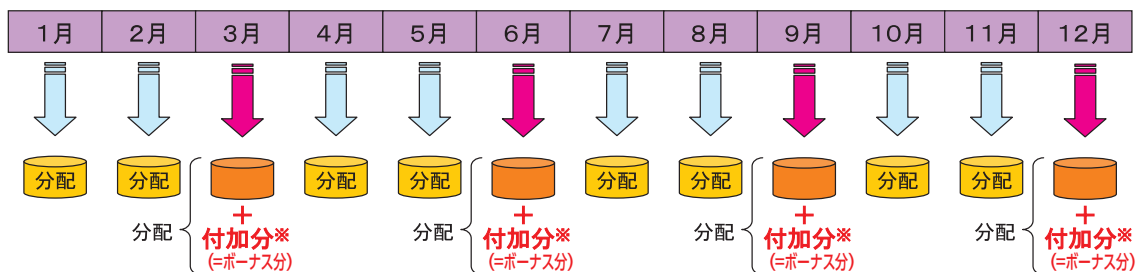 1月 2月 3月 4月 5月 6月 7月 8月 9月 10月 11月 12月
分配 分配 分配 分配 分配 分配 分配 分配
分配 + 分配 + 分配 + 分配 +
付加分※ 付加分※ 付加分※ 付加分※
(=ボーナス分) (=ボーナス分) (=ボーナス分) (=ボーナス分)